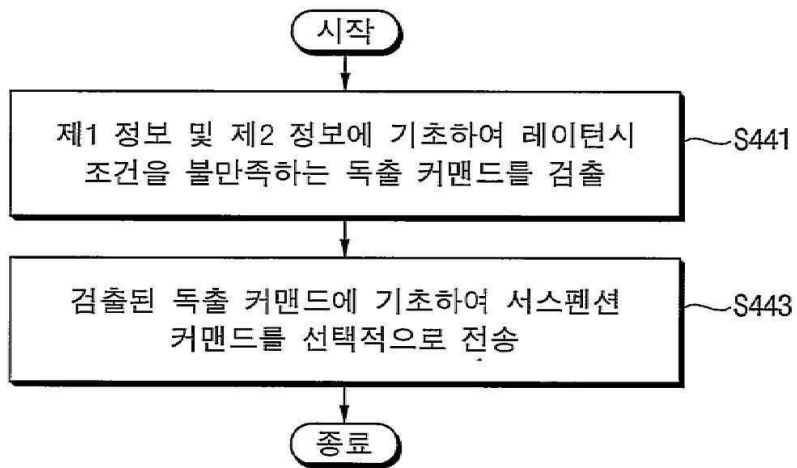 시작
제1 정보 및 제2 정보에 기초하여 레이턴시
조건을 불만족하는 독출 커맨드를 검출
S441
검출된 독출 커맨드에 기초하여 서스펜션
커맨드를 선택적으로 전송
S443
종료